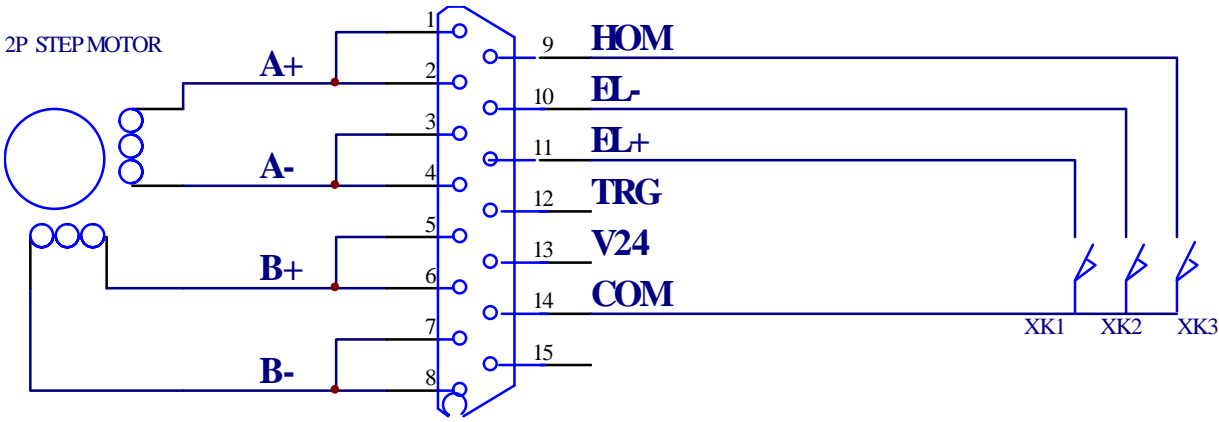 2P STEP MOTOR
1
A+
2
3
A-
4
5
B+
6
7
B-
8
9 HOM
10 EL-
11 EL+
12 TRG
13 V24
14 COM
15
XK1 XK2 XK3